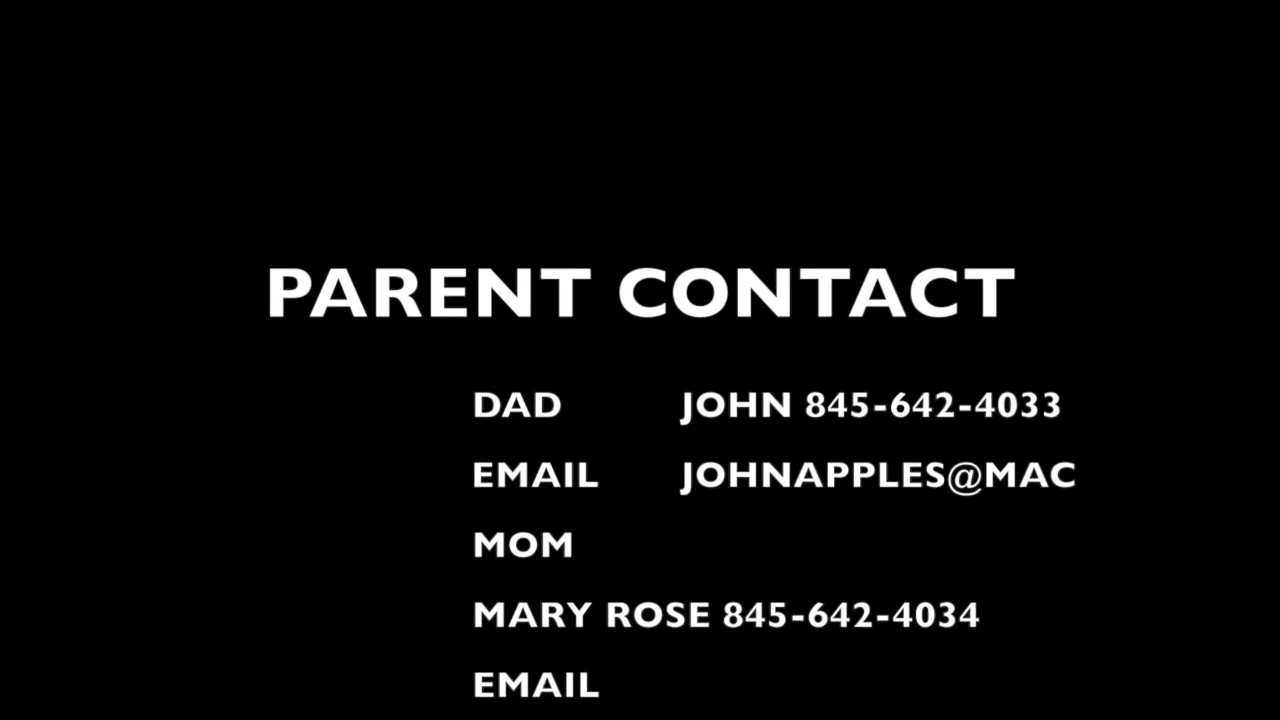 PARENT CONTACT
DAD JOHN 845-642-4033
EMAIL JOHNAPPLES@MAC
MOM
MARY ROSE 845-642-4034
EMAIL